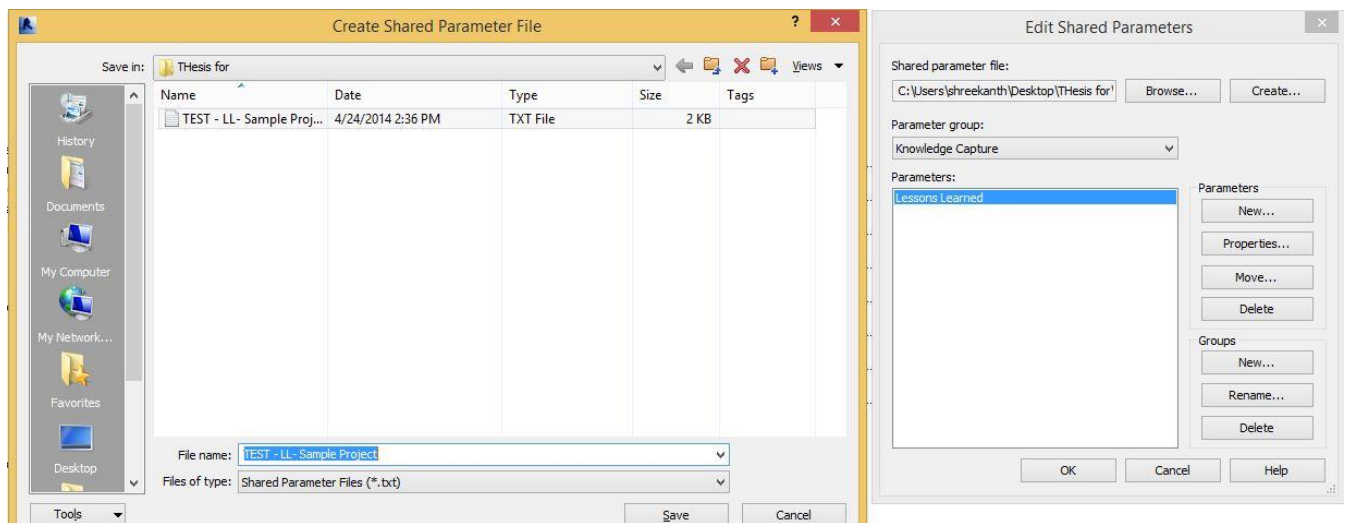 Create Shared Parameter File
?
Save in: THesis for Views
Name Date Type Size Tags
TEST - LL- Sample Proj... 4/24/2014 2:36 PM TXT File 2 KB
History
Documents
My Computer
My Network...
Favorites
Desktop
File name: TEST - LL- Sample Project
Files of type: Shared Parameter Files (*.txt)
Tools Save Cancel
Edit Shared Parameters
Shared parameter file:
C:\Users\shreekanth\Desktop\THesis for\ Browse... Create...
Parameter group:
Knowledge Capture
Parameters:
Lessons Learned
Parameters
New...
Properties...
Move...
Delete
Groups
New...
Rename...
Delete
OK Cancel Help